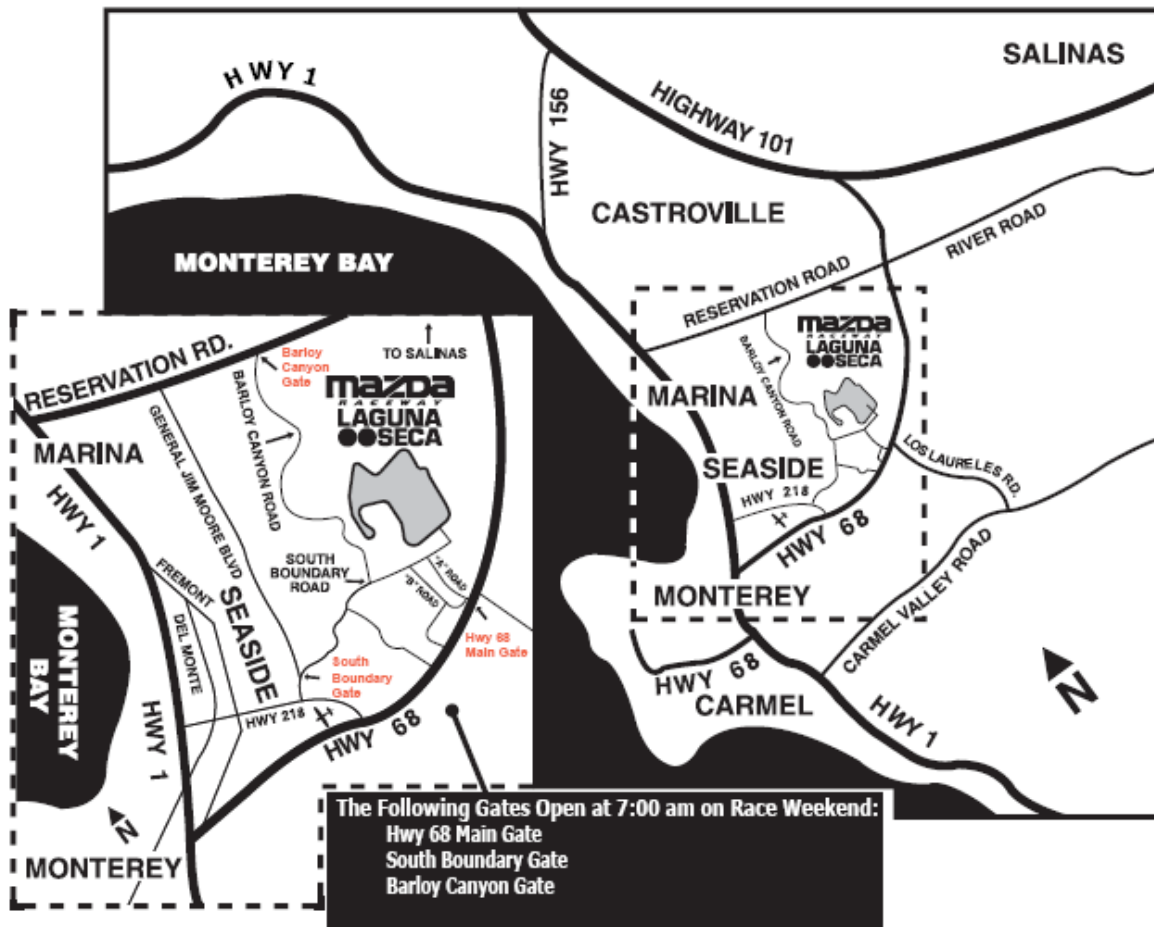 HWY 1
HWY 156
HIGHWAY 101
SALINAS
CASTROVILLE
MONTEREY BAY
RESERVATION ROAD
RIVER ROAD
BARLOY CANYON ROAD
mazda
RACEWAY
LAGUNA
SECA
MARINA
SEASIDE
HWY 218
HWY 68
LOS LAURELES RD.
MONTEREY
CARMEL VALLEY ROAD
HWY 68
CARMEL
HWY 1
N
RESERVATION RD.
Barloy
Canyon
Gate
TO SALINAS
mazda
RACEWAY
LAGUNA
SECA
MARINA
GENERAL JIM MOORE BLVD
BARLOY CANYON ROAD
HWY 1
SOUTH
BOUNDARY
ROAD
"A" ROAD
"B" ROAD
FREMONT
DEL MONTE
SEASIDE
MONTEREY
BAY
Hwy 68
Main Gate
South
Boundary
Gate
HWY 1
HWY 218
HWY 68
N
MONTEREY
The Following Gates Open at 7:00 am on Race Weekend:
Hwy 68 Main Gate
South Boundary Gate
Barloy Canyon Gate